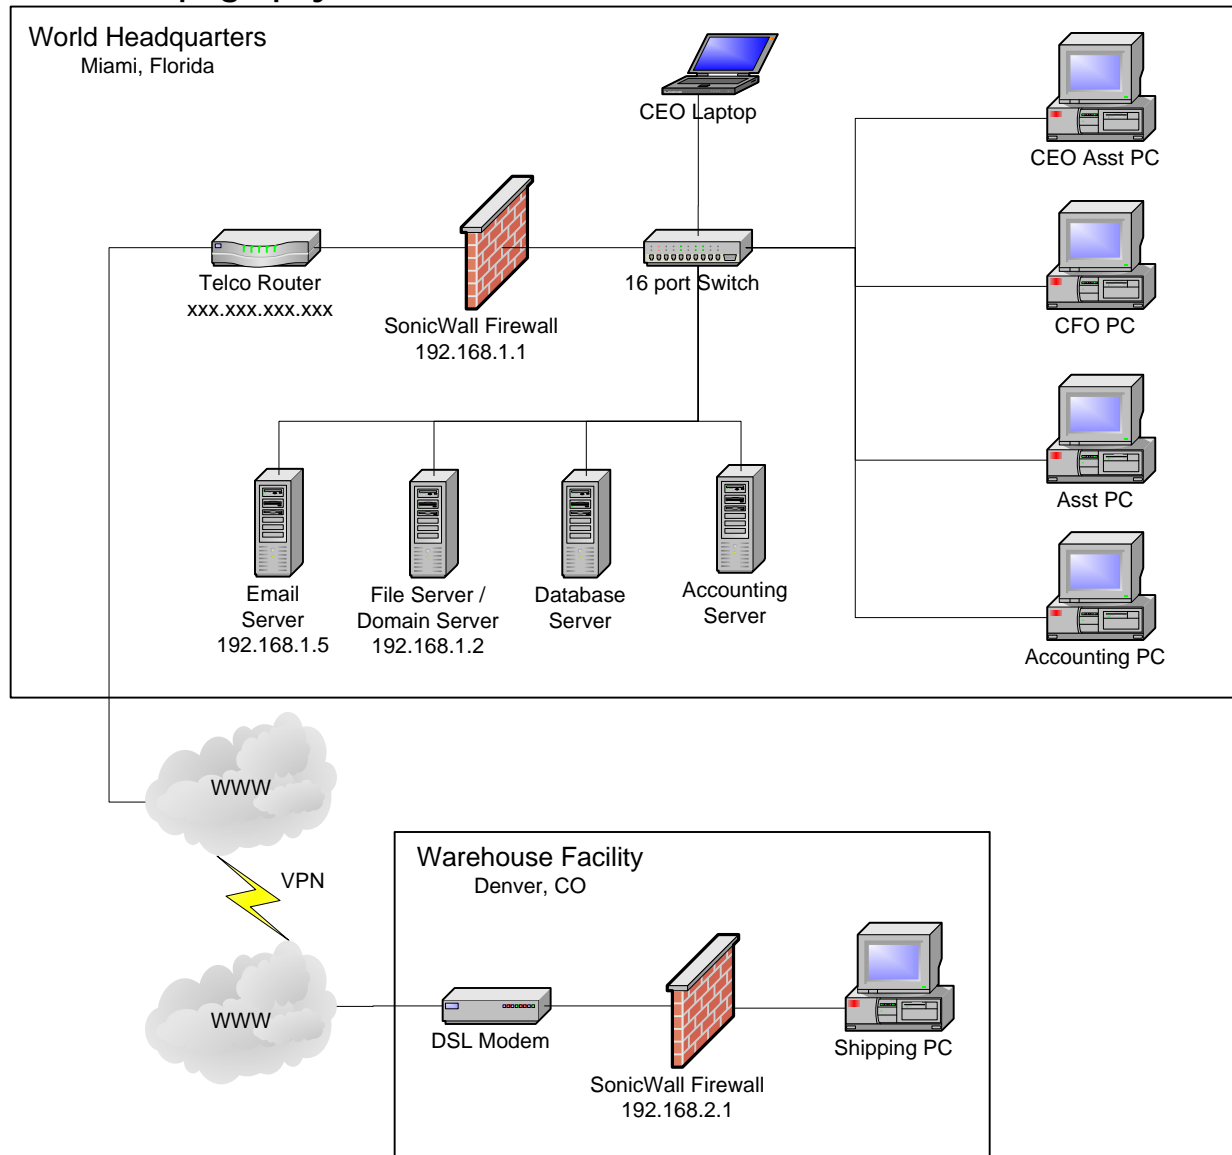 World Headquarters
Miami, Florida
CEO Laptop
CEO Asst PC
Telco Router
xxx.xxx.xxx.xxx
SonicWall Firewall
192.168.1.1
16 port Switch
CFO PC
Asst PC
Email
Server
192.168.1.5
File Server /
Domain Server
192.168.1.2
Database
Server
Accounting
Server
Accounting PC
WWW
VPN
Warehouse Facility
Denver, CO
WWW
DSL Modem
SonicWall Firewall
192.168.2.1
Shipping PC